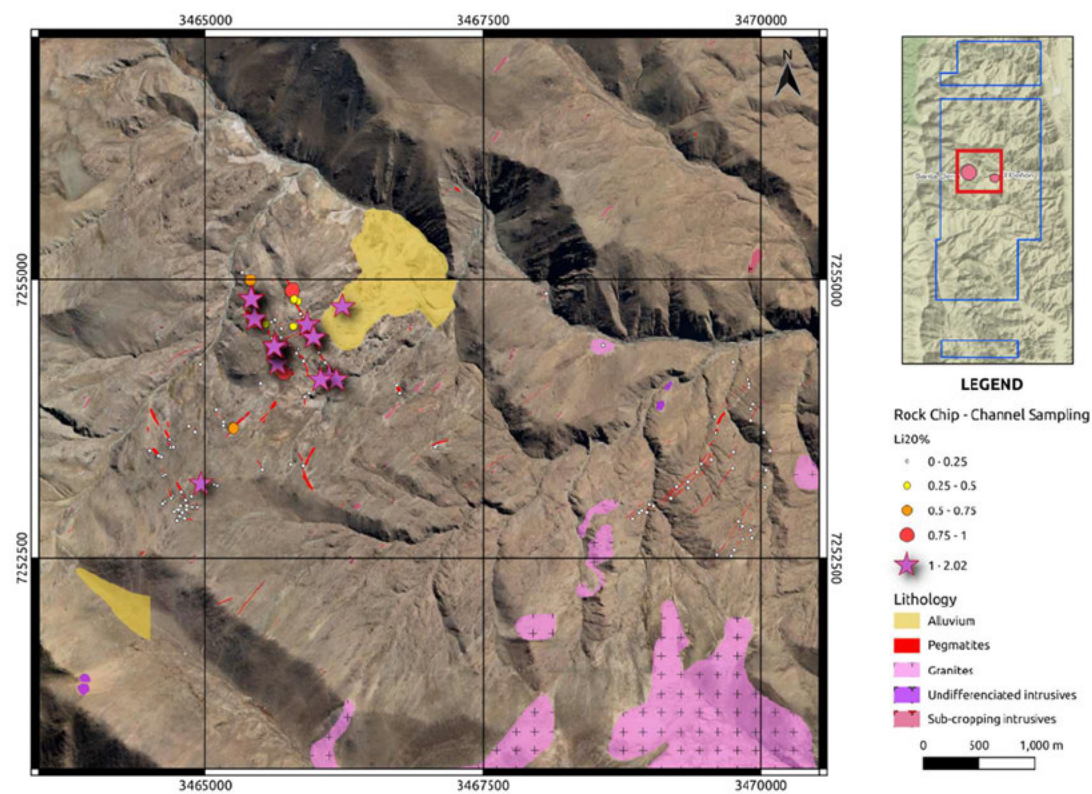 3465000
3467500
3470000
N
7255000
7255000
7252500
7252500
3465000
3467500
3470000
LEGEND
Rock Chip - Channel Sampling
Li20%
0 - 0.25
0.25 - 0.5
0.5 - 0.75
0.75 - 1
1 - 2.02
Lithology
Alluvium
Pegmatites
Granites
Undifferenciated intrusives
Sub-cropping intrusives
0
500
1,000 m